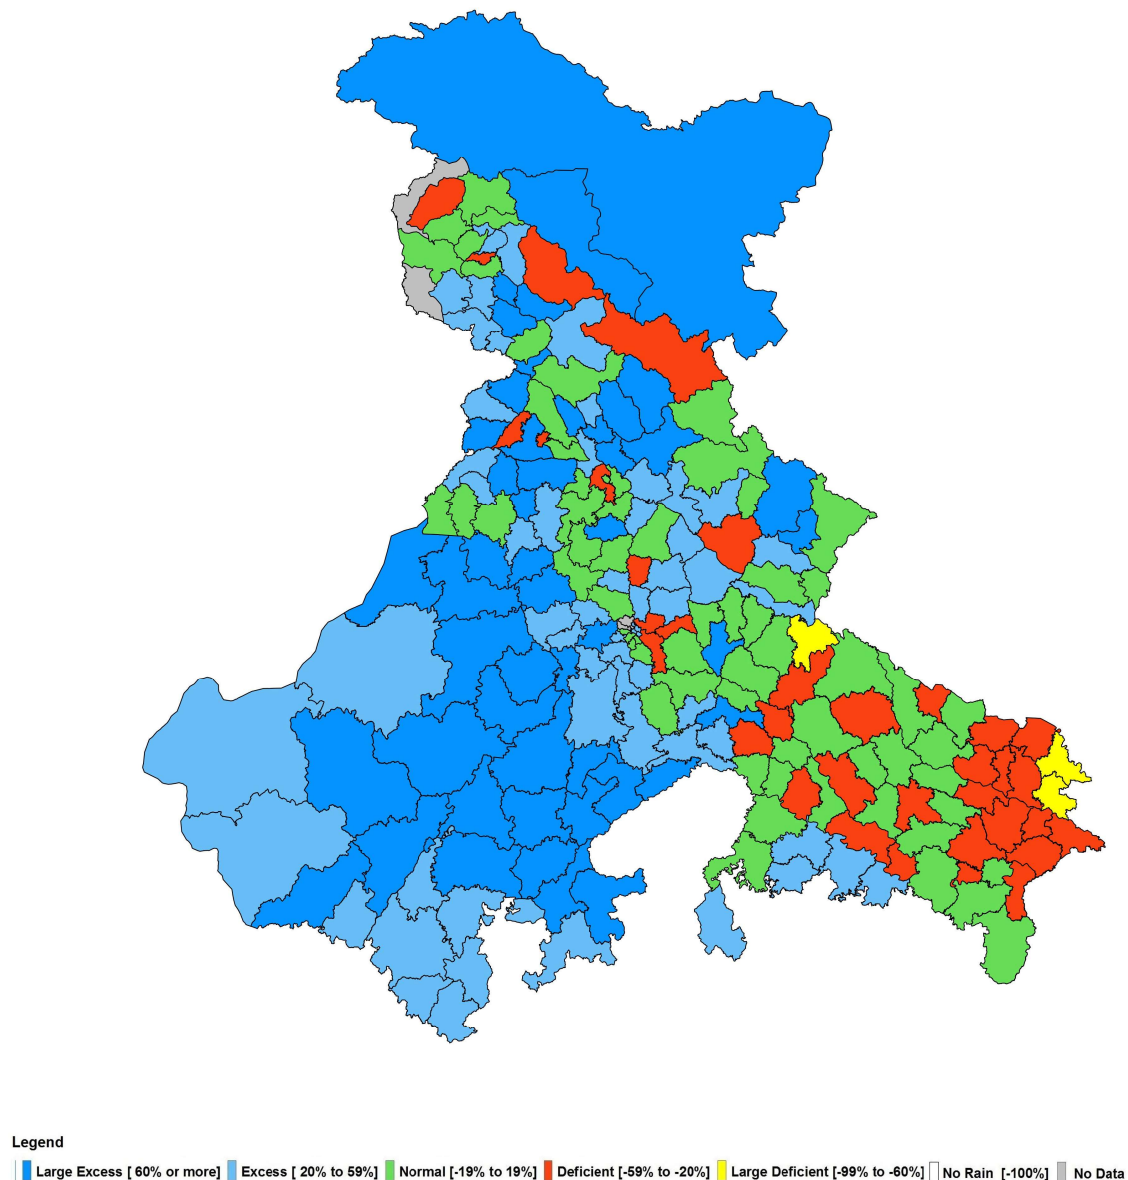 Legend
Large Excess [ 60% or more] Excess [ 20% to 59%] Normal [-19% to 19%] Deficient [-59% to -20%] Large Deficient [-99% to -60%] No Rain [-100%] No Data